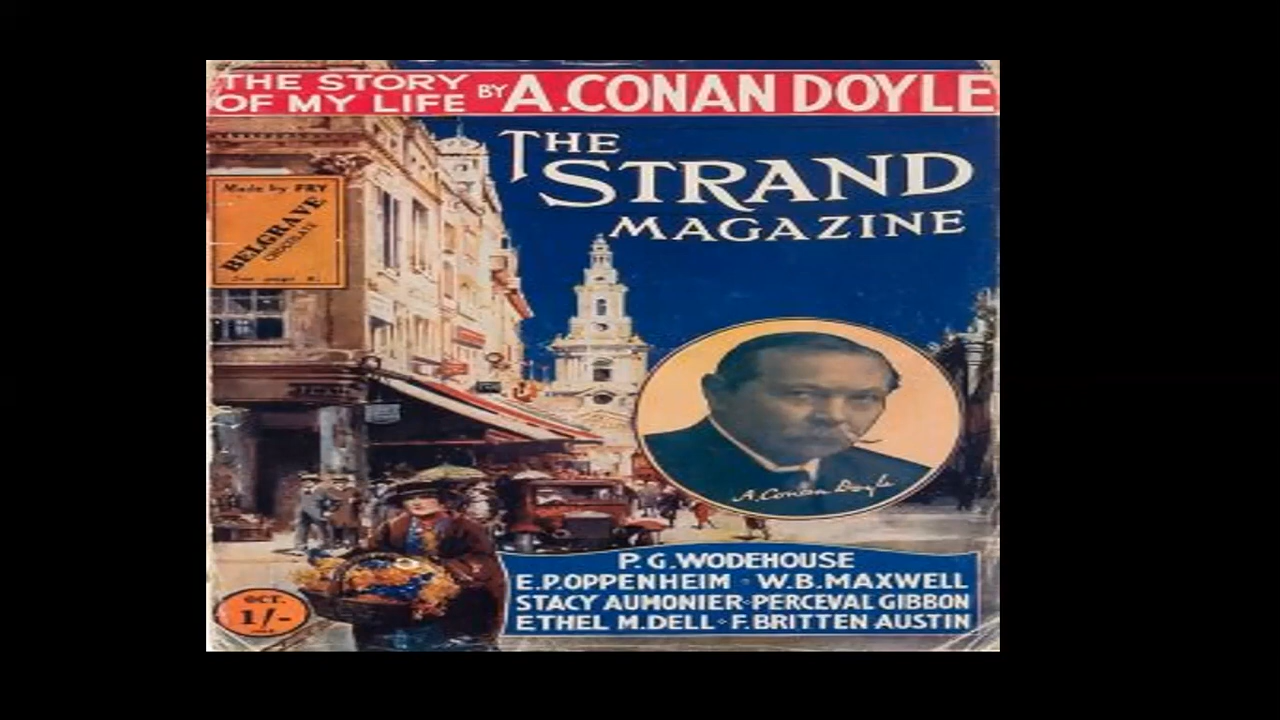 THE STORY
OF MY LIFE
BY A. CONAN DOYLE
THE
STRAND
MAGAZINE
Made by FRY
BELGRAVE
CHOCOLATE
A. Conan Doyle
P. G. WODEHOUSE
E. P. OPPENHEIM · W. B. MAXWELL
STACY AUMONIER · PERCEVAL GIBBON
ETHEL M. DELL · F. BRITTEN AUSTIN
OCT.
1/-